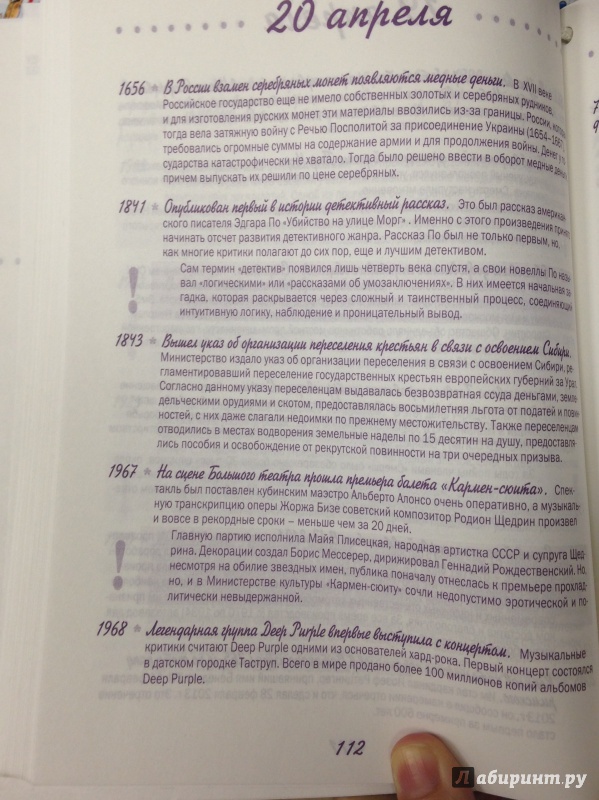 20 апреля
1656 * В России взамен серебряных монет появляются медные деньги. В XVII веке
Российское государство еще не имело собственных золотых и серебряных рудников,
и для изготовления русских монет эти материалы ввозились из-за границы. России,
тогда вела затяжную войну с Речью Посполитой за присоединение Украины (1654–1667)
требовались огромные суммы на содержание армии и для продолжения войны. Денег у го
сударства катастрофически не хватало. Тогда было решено ввести в оборот медные
причем выпускать их решили по цене серебряных.
1841 * Опубликован первый в истории детективный рассказ. Это был рассказ американ
ского писателя Эдгара По «Убийство на улице Морг» . Именно с этого произведения
начинать отсчет развития детективного жанра. Рассказ По был не только первым, но,
как многие критики полагают до сих пор, еще и лучшим детективом.
! Сам термин «детектив» появился лишь четверть века спустя, а свои новеллы По назы
вал «логическими» или «рассказами об умозаключениях». В них имеется начальная за
гадка, которая раскрывается через сложный и таинственный процесс, соединяющий
интуитивную логику, наблюдение и проницательный вывод.
1843 * Вышел указ об организации переселения крестьян в связи с освоением Сибири.
Министерство издало указ об организации переселения в связи с освоением Сибири, ре-
гламентировавший переселение государственных крестьян европейских губерний за Урал.
Согласно данному указу переселенцам выдавалась безвозвратная ссуда деньгами, земле
дельческими орудиями и скотом, предоставлялась восьмилетняя льгота от податей и повин
ностей, с них даже слагали недоимки по прежнему местожительству. Также переселенцам
отводились в местах водворения земельные наделы по 15 десятин на душу, предоставля-
лись пособия и освобождение от рекрутской повинности на три очередных призыва.
1967 * На сцене Большого театра прошла премьера балета «Кармен-сюита». Спек-
такль был поставлен кубинским маэстро Альберто Алонсо очень оперативно, а музыкаль-
ную транскрипцию оперы Жоржа Бизе советский композитор Родион Щедрин произвел
и вовсе в рекордные сроки – меньше чем за 20 дней.
! Главную партию исполнила Майя Плисецкая, народная артистка СССР и супруга Щед-
рина. Декорации создал Борис Мессерер, дирижировал Геннадий Рождественский. Но,
несмотря на обилие звездных имен, публика поначалу отнеслась к премьере прохлад-
но, и в Министерстве культуры «Кармен-сюиту» сочли недопустимо эротической и по-
литически невыдержанной.
1968 * Легендарная группа Deep Purple впервые выступила с концертом. Музыкальные
критики считают Deep Purple одними из основателей хард-рока. Первый концерт состоялся
в датском городке Таструп. Всего в мире продано более 100 миллионов копий альбомов
Deep Purple.
112
Лабиринт.ру